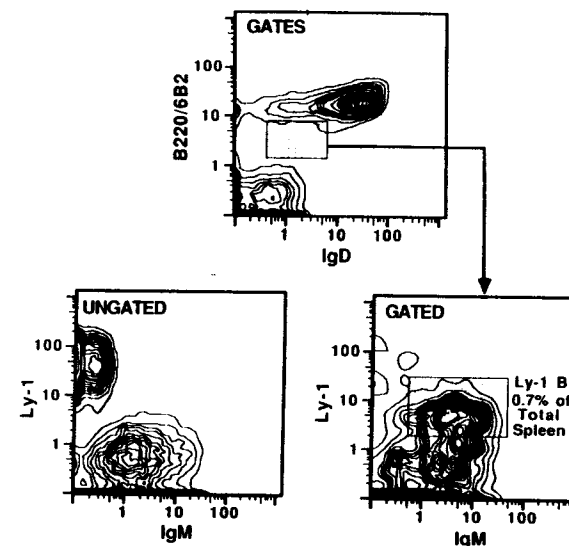 GATES
B220/6B2
100
10
1
1
10
100
IgD
UNGATED
Ly-1
100
10
1
1
10
100
IgM
GATED
Ly-1
100
10
1
Ly-1 B
0.7% of
Total
Spleen
1
10
100
IgM